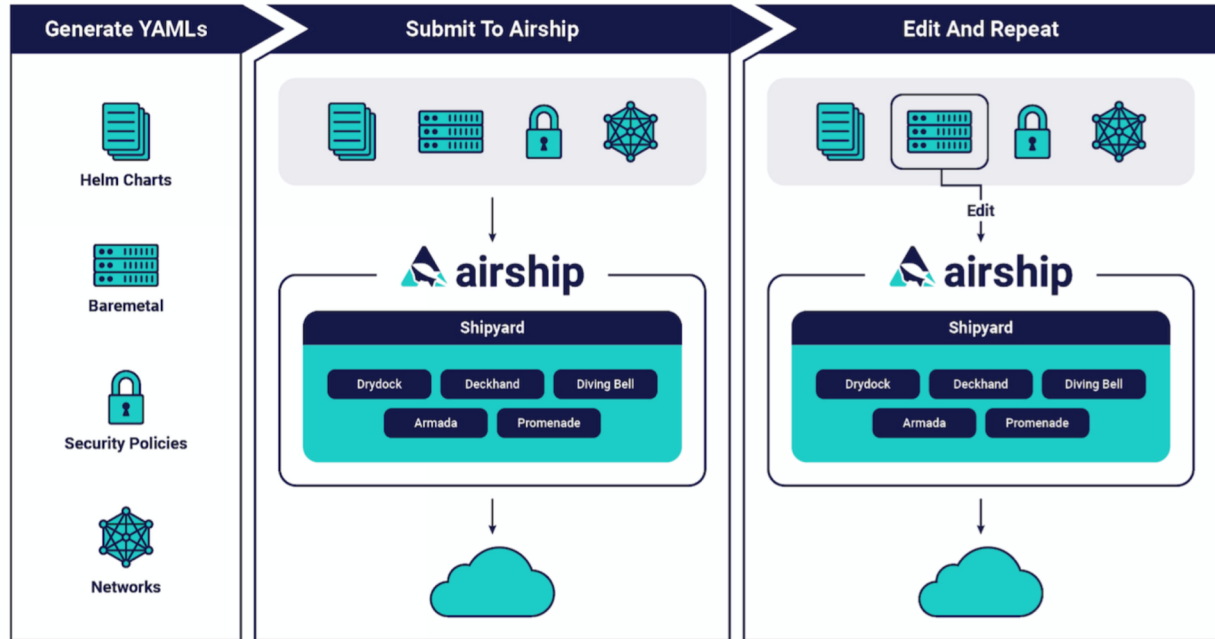 Generate YAMLs
Helm Charts
Baremetal
Security Policies
Networks
Submit To Airship
airship
Shipyard
Drydock Deckhand Diving Bell
Armada Promenade
Edit And Repeat
Edit
airship
Shipyard
Drydock Deckhand Diving Bell
Armada Promenade